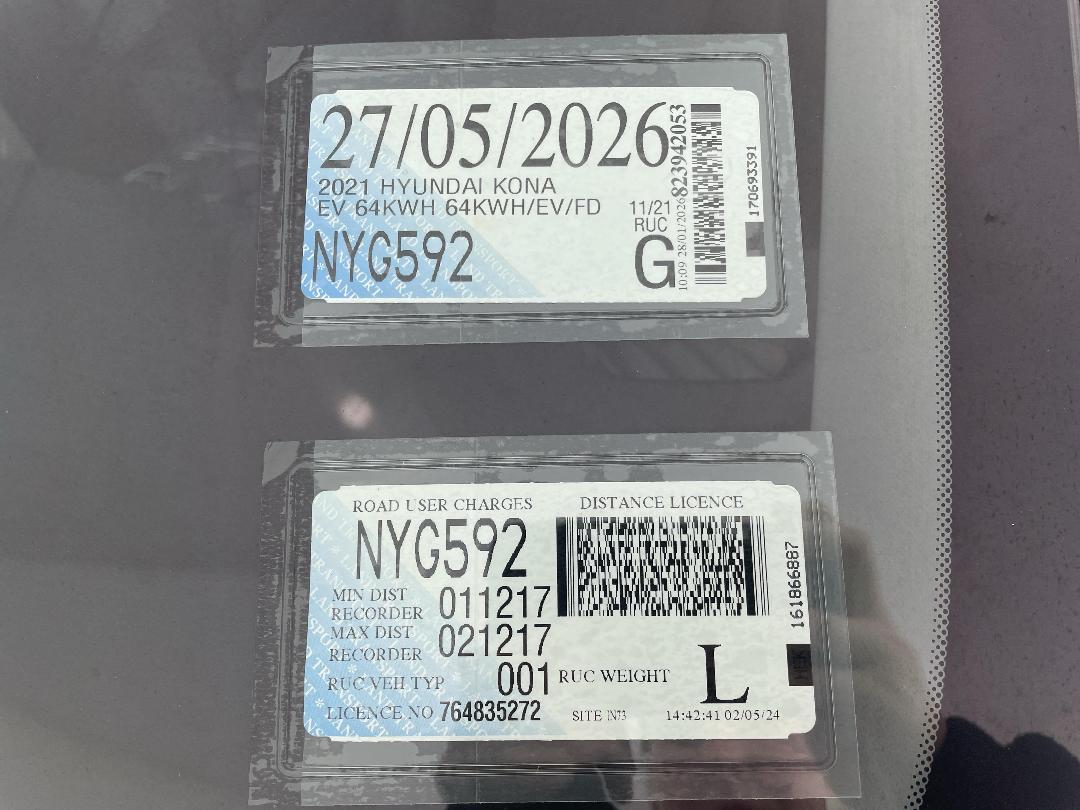 27/05/2026
2021 HYUNDAI KONA
EV 64KWH 64KWH/EV/FD
NYG592
11/21
RUC
G
10:09 28/01/2026
823942053
170693391
ROAD USER CHARGES
DISTANCE LICENCE
NYG592
MIN DIST RECORDER 011217
MAX DIST RECORDER 021217
RUC VEH TYP 001
RUC WEIGHT L
LICENCE NO 764835272
SITE IN73
14:42:41 02/05/24
161866887